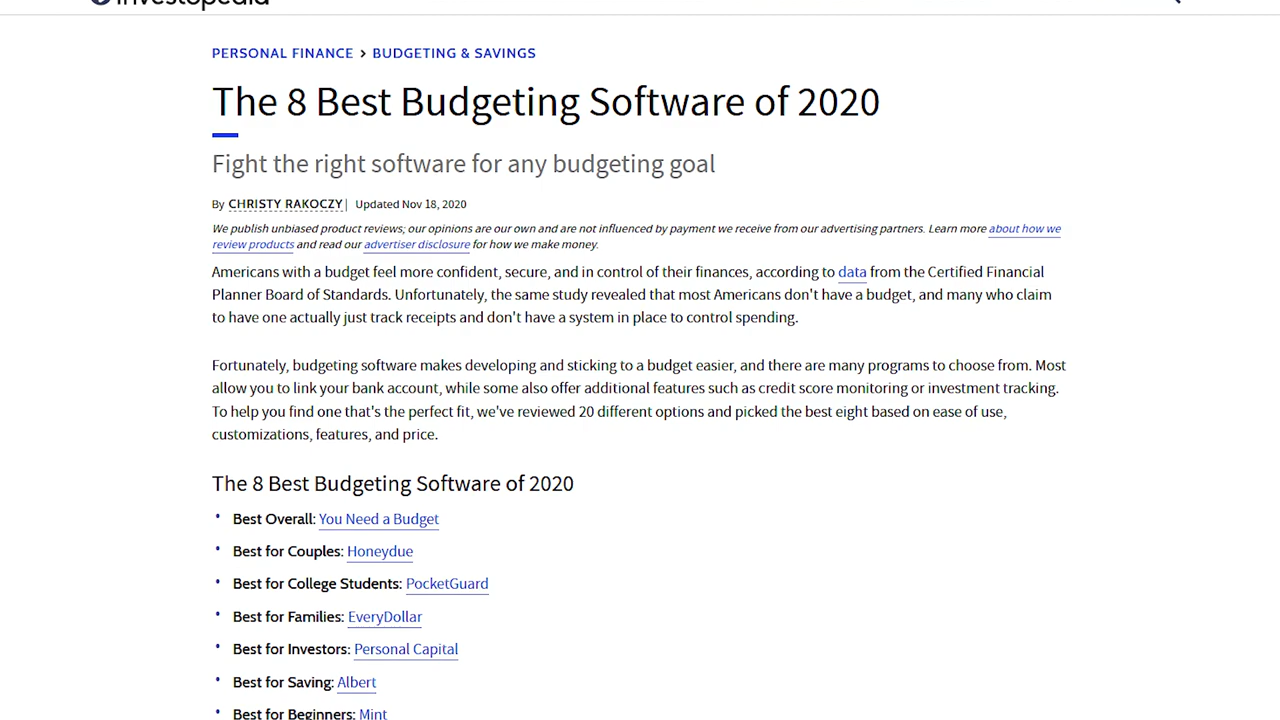 Investopedia
PERSONAL FINANCE > BUDGETING & SAVINGS
The 8 Best Budgeting Software of 2020
Fight the right software for any budgeting goal
By CHRISTY RAKOCZY | Updated Nov 18, 2020
We publish unbiased product reviews; our opinions are our own and are not influenced by payment we receive from our advertising partners. Learn more about how we
review products and read our advertiser disclosure for how we make money.
Americans with a budget feel more confident, secure, and in control of their finances, according to data from the Certified Financial
Planner Board of Standards. Unfortunately, the same study revealed that most Americans don't have a budget, and many who claim
to have one actually just track receipts and don't have a system in place to control spending.
Fortunately, budgeting software makes developing and sticking to a budget easier, and there are many programs to choose from. Most
allow you to link your bank account, while some also offer additional features such as credit score monitoring or investment tracking.
To help you find one that's the perfect fit, we've reviewed 20 different options and picked the best eight based on ease of use,
customizations, features, and price.
The 8 Best Budgeting Software of 2020
• Best Overall: You Need a Budget
• Best for Couples: Honeydue
• Best for College Students: PocketGuard
• Best for Families: EveryDollar
• Best for Investors: Personal Capital
• Best for Saving: Albert
• Best for Beginners: Mint